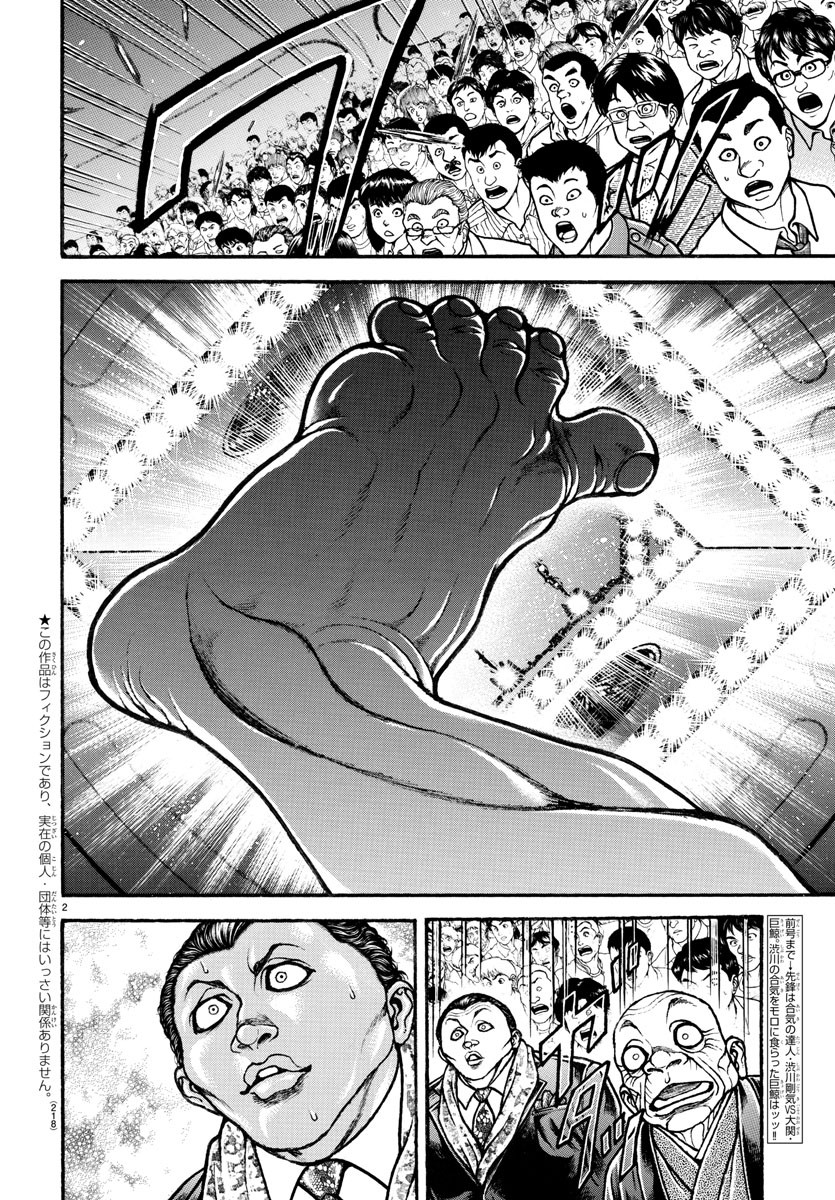 前号まで→先鋒は合気の達人・渋川剛気VS大関・
巨鯨。渋川の合気をモロに食らった巨鯨はッッ!!
2
★この作品はフィクションであり、実在の個人・団体等にはいっさい関係ありません。
(218)